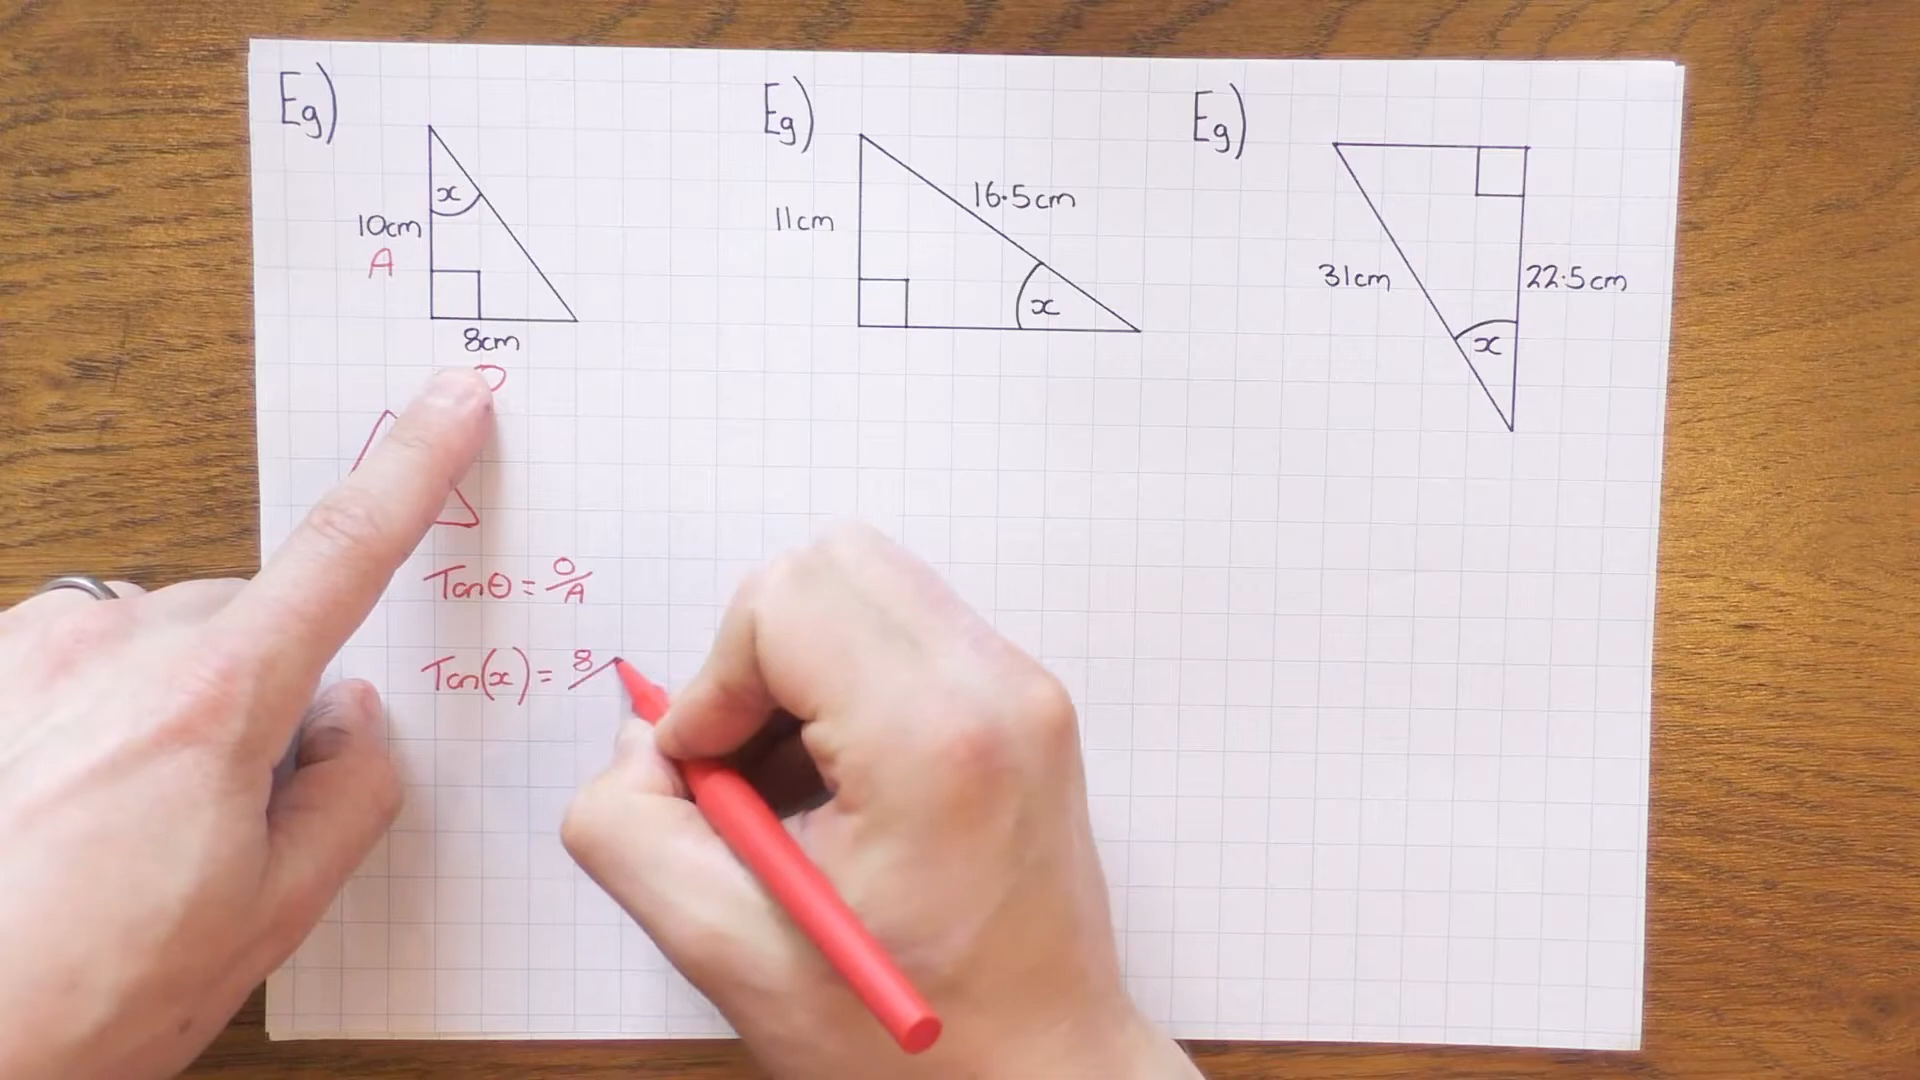 Eg)
x
10cm
A
8cm
O
Tanθ = O/A
Tan(x) = 8/
Eg)
16.5cm
11cm
x
Eg)
31cm
22.5cm
x